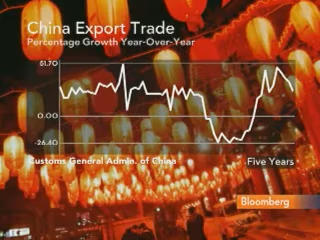 China Export Trade
Percentage Growth Year-Over-Year
51.70
0.00
-26.40
Customs General Admin. of China
Five Years
Bloomberg